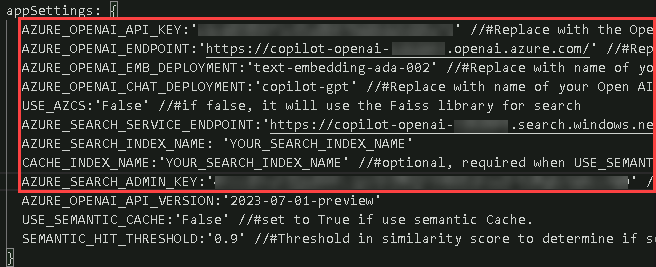 appSettings: {
AZURE_OPENAI_API_KEY:' ' //#Replace with the Ope
AZURE_OPENAI_ENDPOINT:'https://copilot-openai- .openai.azure.com/' //#Rep
AZURE_OPENAI_EMB_DEPLOYMENT:'text-embedding-ada-002' //#Replace with name of yo
AZURE_OPENAI_CHAT_DEPLOYMENT:'copilot-gpt' //#Replace with name of your Open AI
USE_AZCS:'False' //#if false, it will use the Faiss library for search
AZURE_SEARCH_SERVICE_ENDPOINT:'https://copilot-openai- .search.windows.ne
AZURE_SEARCH_INDEX_NAME: 'YOUR_SEARCH_INDEX_NAME'
CACHE_INDEX_NAME:'YOUR_SEARCH_INDEX_NAME' //#optional, required when USE_SEMANT
AZURE_SEARCH_ADMIN_KEY:' ' /
AZURE_OPENAI_API_VERSION:'2023-07-01-preview'
USE_SEMANTIC_CACHE:'False' //#set to True if use semantic Cache.
SEMANTIC_HIT_THRESHOLD:'0.9' //#Threshold in similarity score to determine if s
}